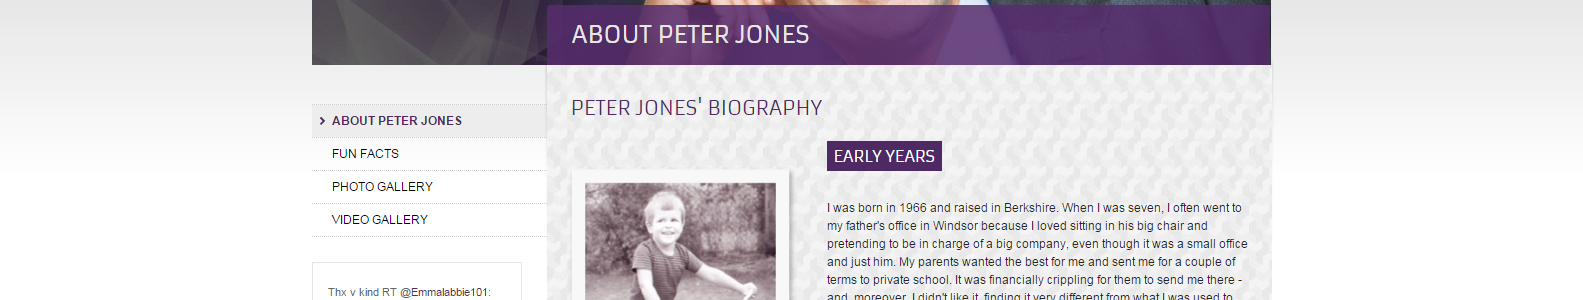 ABOUT PETER JONES
ABOUT PETER JONES
FUN FACTS
PHOTO GALLERY
VIDEO GALLERY
Thx v kind RT @Emmalabbie101:
PETER JONES' BIOGRAPHY
EARLY YEARS
I was born in 1966 and raised in Berkshire. When I was seven, I often went to
my father's office in Windsor because I loved sitting in his big chair and
pretending to be in charge of a big company, even though it was a small office
and just him. My parents wanted the best for me and sent me for a couple of
terms to private school. It was financially crippling for them to send me there -
and, moreover, I didn't like it, finding it very different from what I was used to